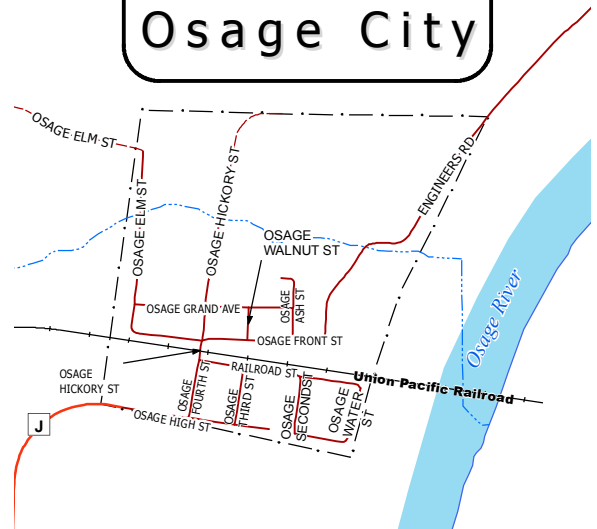 Osage City
OSAGE ELM ST
OSAGE ELM ST
OSAGE HICKORY ST
ENGINEERS RD
OSAGE
WALNUT ST
OSAGE GRAND AVE
OSAGE
ASH ST
OSAGE FRONT ST
Osage River
OSAGE
HICKORY ST
OSAGE
FOURTH ST
RAILROAD ST
Union Pacific Railroad
OSAGE
THIRD ST
OSAGE
SECONDST
OSAGE
WATER
ST
OSAGE HIGH ST
J